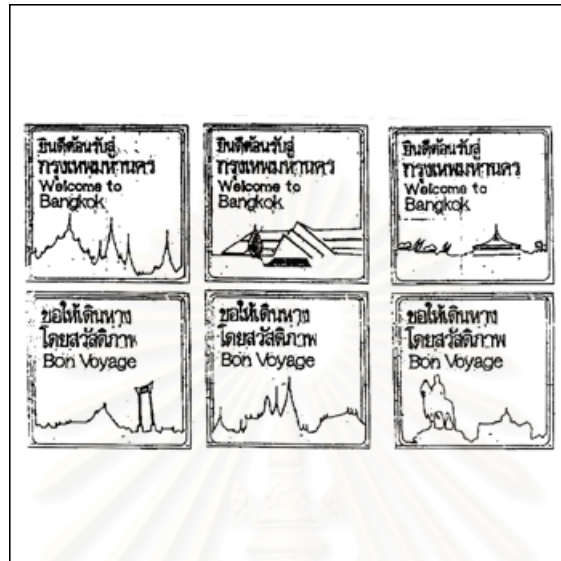 ยินดีต้อนรับสู่
กรุงเทพมหานคร
Welcome to
Bangkok
ยินดีต้อนรับสู่
กรุงเทพมหานคร
Welcome to
Bangkok
ยินดีต้อนรับสู่
กรุงเทพมหานคร
Welcome to
Bangkok
ขอให้เดินทาง
โดยสวัสดิภาพ
Bon Voyage
ขอให้เดินทาง
โดยสวัสดิภาพ
Bon Voyage
ขอให้เดินทาง
โดยสวัสดิภาพ
Bon Voyage